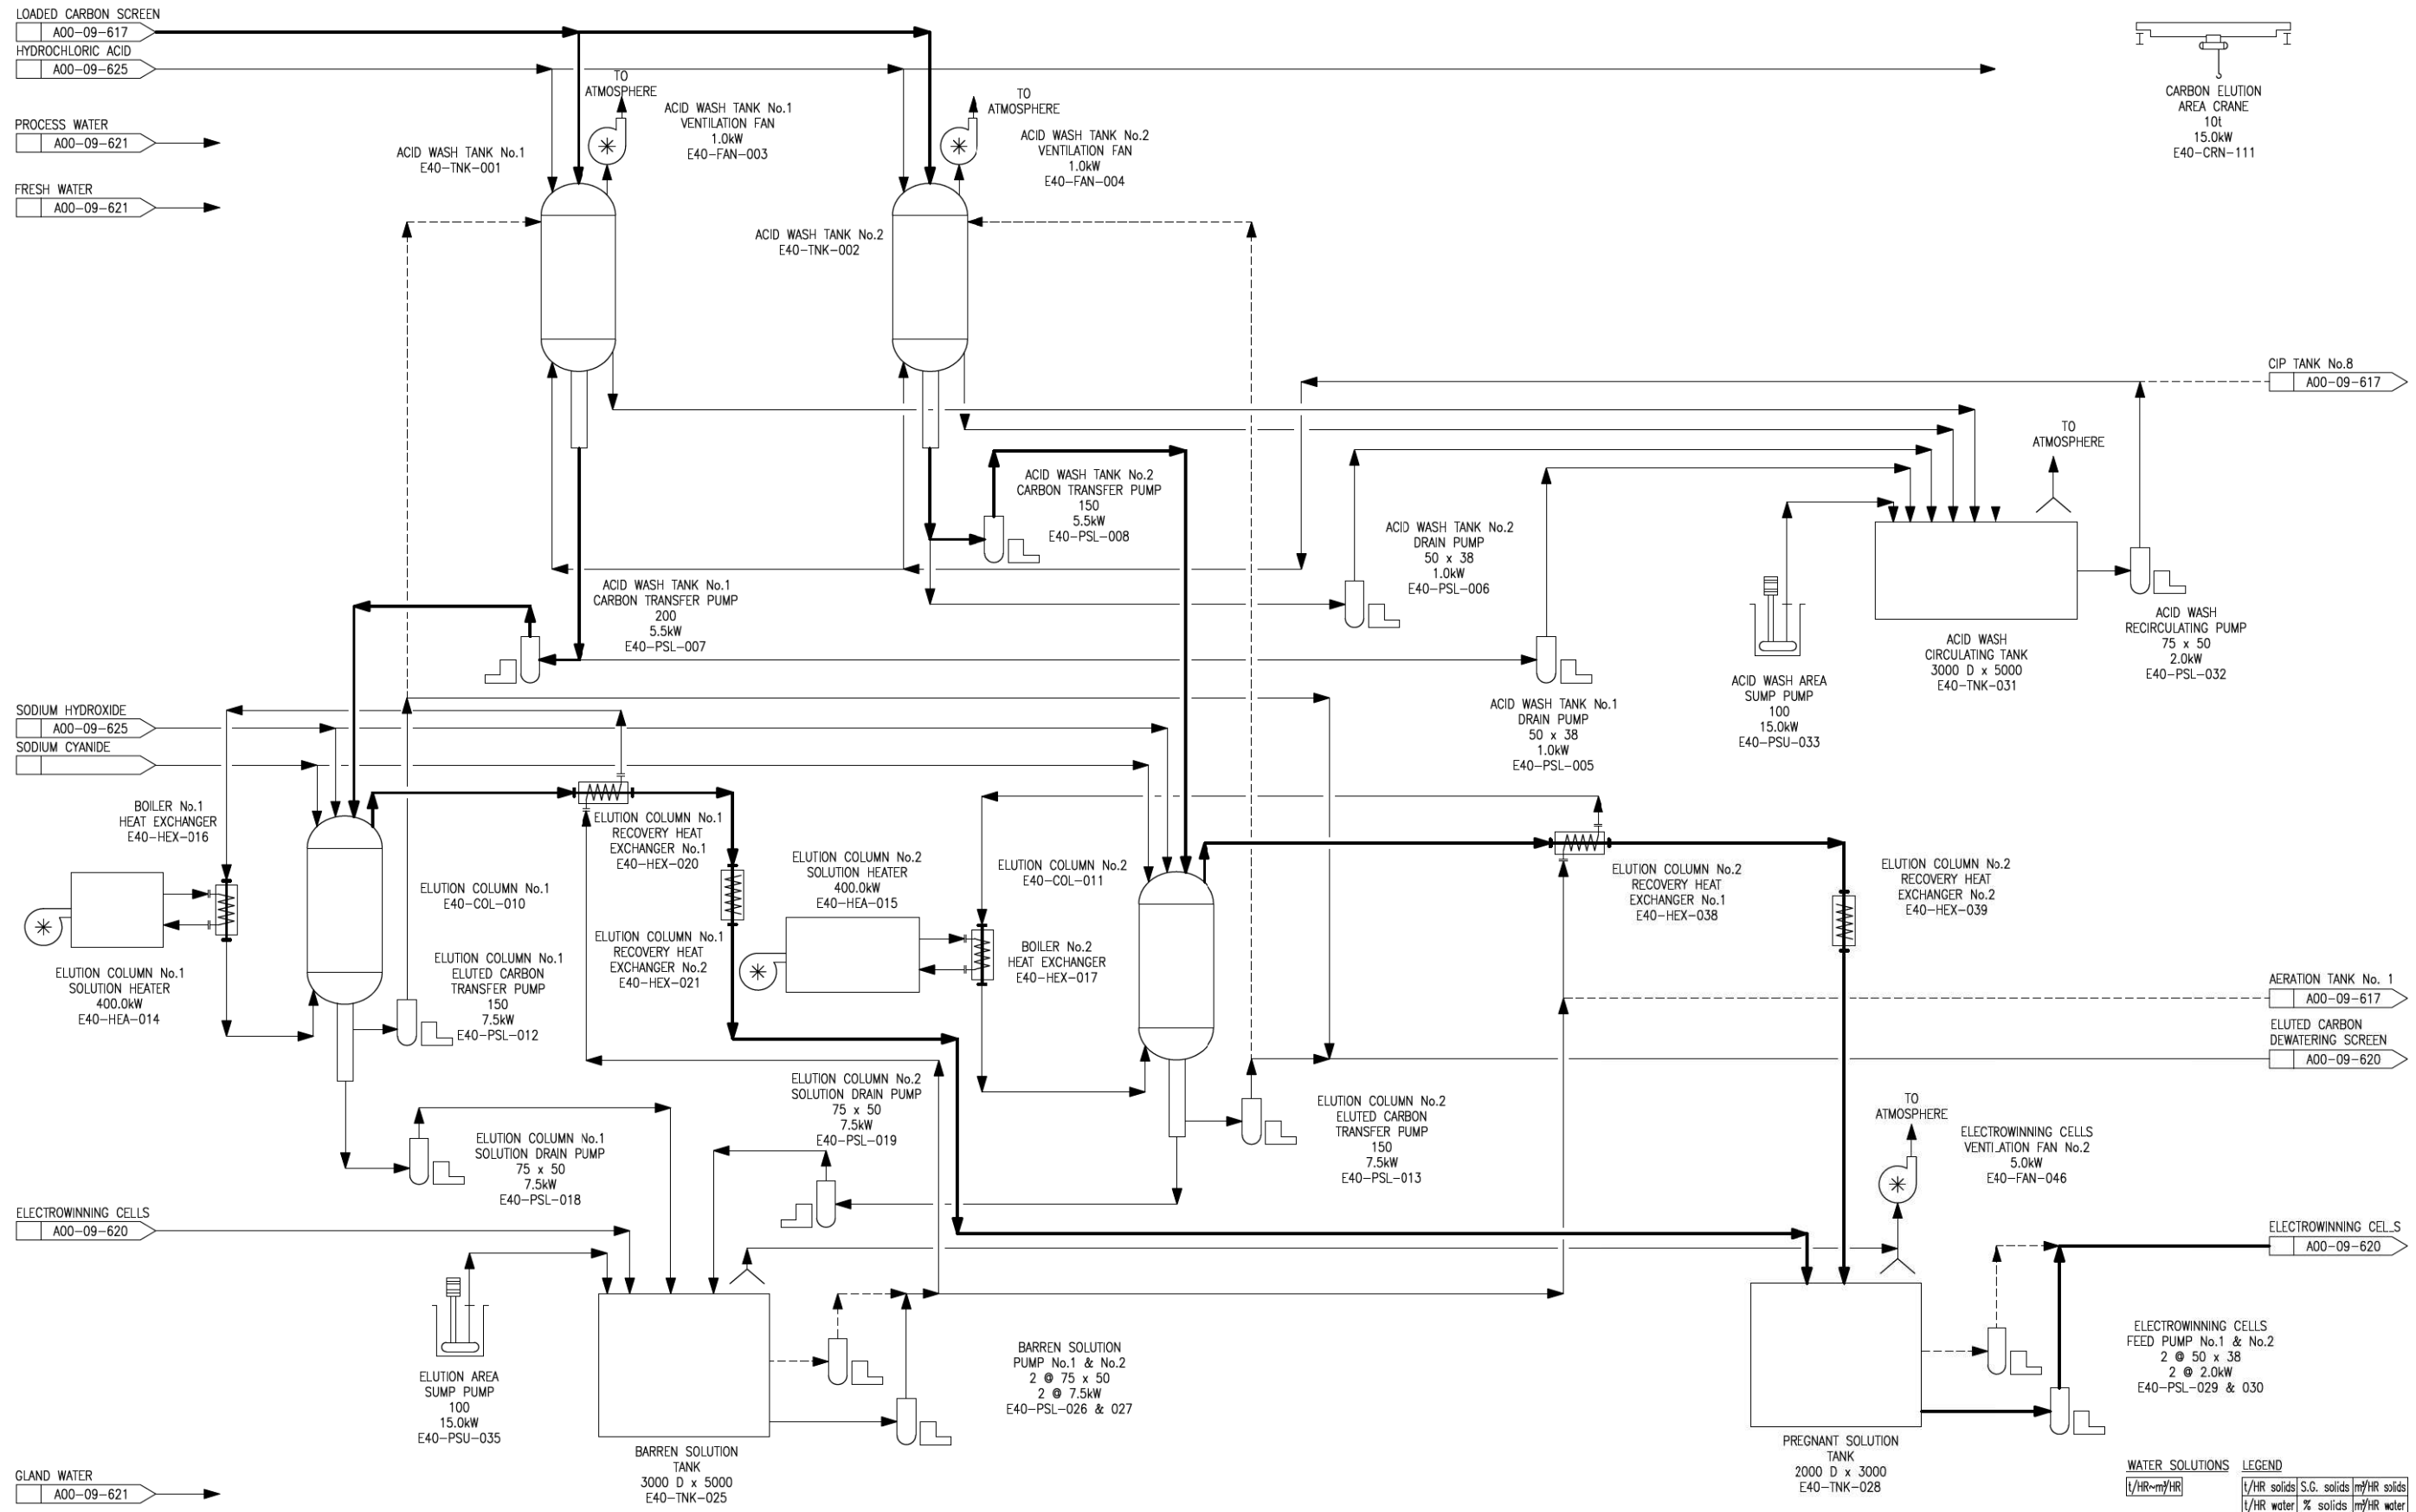 LOADED CARBON SCREEN
A00-09-617
HYDROCHLORIC ACID
A00-09-625
PROCESS WATER
A00-09-621
FRESH WATER
A00-09-621
TO
ATMOSPHERE
ACID WASH TANK No.1
VENTILATION FAN
1.0kW
E40-FAN-003
ACID WASH TANK No.1
E40-TNK-001
TO
ATMOSPHERE
ACID WASH TANK No.2
VENTILATION FAN
1.0kW
E40-FAN-004
ACID WASH TANK No.2
E40-TNK-002
CARBON ELUTION
AREA CRANE
10t
15.0kW
E40-CRN-111
CIP TANK No.8
A00-09-617
TO
ATMOSPHERE
ACID WASH TANK No.2
CARBON TRANSFER PUMP
150
5.5kW
E40-PSL-008
ACID WASH TANK No.2
DRAIN PUMP
50 x 38
1.0kW
E40-PSL-006
ACID WASH TANK No.1
CARBON TRANSFER PUMP
200
5.5kW
E40-PSL-007
ACID WASH
RECIRCULATING PUMP
75 x 50
2.0kW
E40-PSL-032
ACID WASH
CIRCULATING TANK
3000 D x 5000
E40-TNK-031
ACID WASH AREA
SUMP PUMP
100
15.0kW
E40-PSU-033
ACID WASH TANK No.1
DRAIN PUMP
50 x 38
1.0kW
E40-PSL-005
SODIUM HYDROXIDE
A00-09-625
SODIUM CYANIDE
BOILER No.1
HEAT EXCHANGER
E40-HEX-016
ELUTION COLUMN No.1
RECOVERY HEAT
EXCHANGER No.1
E40-HEX-020
ELUTION COLUMN No.2
SOLUTION HEATER
400.0kW
E40-HEA-015
ELUTION COLUMN No.2
E40-COL-011
ELUTION COLUMN No.2
RECOVERY HEAT
EXCHANGER No.1
E40-HEX-038
ELUTION COLUMN No.2
RECOVERY HEAT
EXCHANGER No.2
E40-HEX-039
ELUTION COLUMN No.1
E40-COL-010
ELUTION COLUMN No.1
RECOVERY HEAT
EXCHANGER No.2
E40-HEX-021
BOILER No.2
HEAT EXCHANGER
E40-HEX-017
ELUTION COLUMN No.1
SOLUTION HEATER
400.0kW
E40-HEA-014
ELUTION COLUMN No.1
ELUTED CARBON
TRANSFER PUMP
150
7.5kW
E40-PSL-012
AERATION TANK No. 1
A00-09-617
ELUTED CARBON
DEWATERING SCREEN
A00-09-620
ELUTION COLUMN No.2
SOLUTION DRAIN PUMP
75 x 50
7.5kW
E40-PSL-019
ELUTION COLUMN No.2
ELUTED CARBON
TRANSFER PUMP
150
7.5kW
E40-PSL-013
TO
ATMOSPHERE
ELECTROWINNING CELLS
VENTILATION FAN No.2
5.0kW
E40-FAN-046
ELUTION COLUMN No.1
SOLUTION DRAIN PUMP
75 x 50
7.5kW
E40-PSL-018
ELECTROWINNING CELLS
A00-09-620
ELECTROWINNING CELLS
A00-09-620
ELUTION AREA
SUMP PUMP
100
15.0kW
E40-PSU-035
BARREN SOLUTION
PUMP No.1 & No.2
2 @ 75 x 50
2 @ 7.5kW
E40-PSL-026 & 027
ELECTROWINNING CELLS
FEED PUMP No.1 & No.2
2 @ 50 x 38
2 @ 2.0kW
E40-PSL-029 & 030
BARREN SOLUTION
TANK
3000 D x 5000
E40-TNK-025
PREGNANT SOLUTION
TANK
2000 D x 3000
E40-TNK-028
GLAND WATER
A00-09-621
WATER SOLUTIONS
t/HR~m³/HR
LEGEND
t/HR solids S.G. solids m³/HR solids
t/HR water % solids m³/HR water